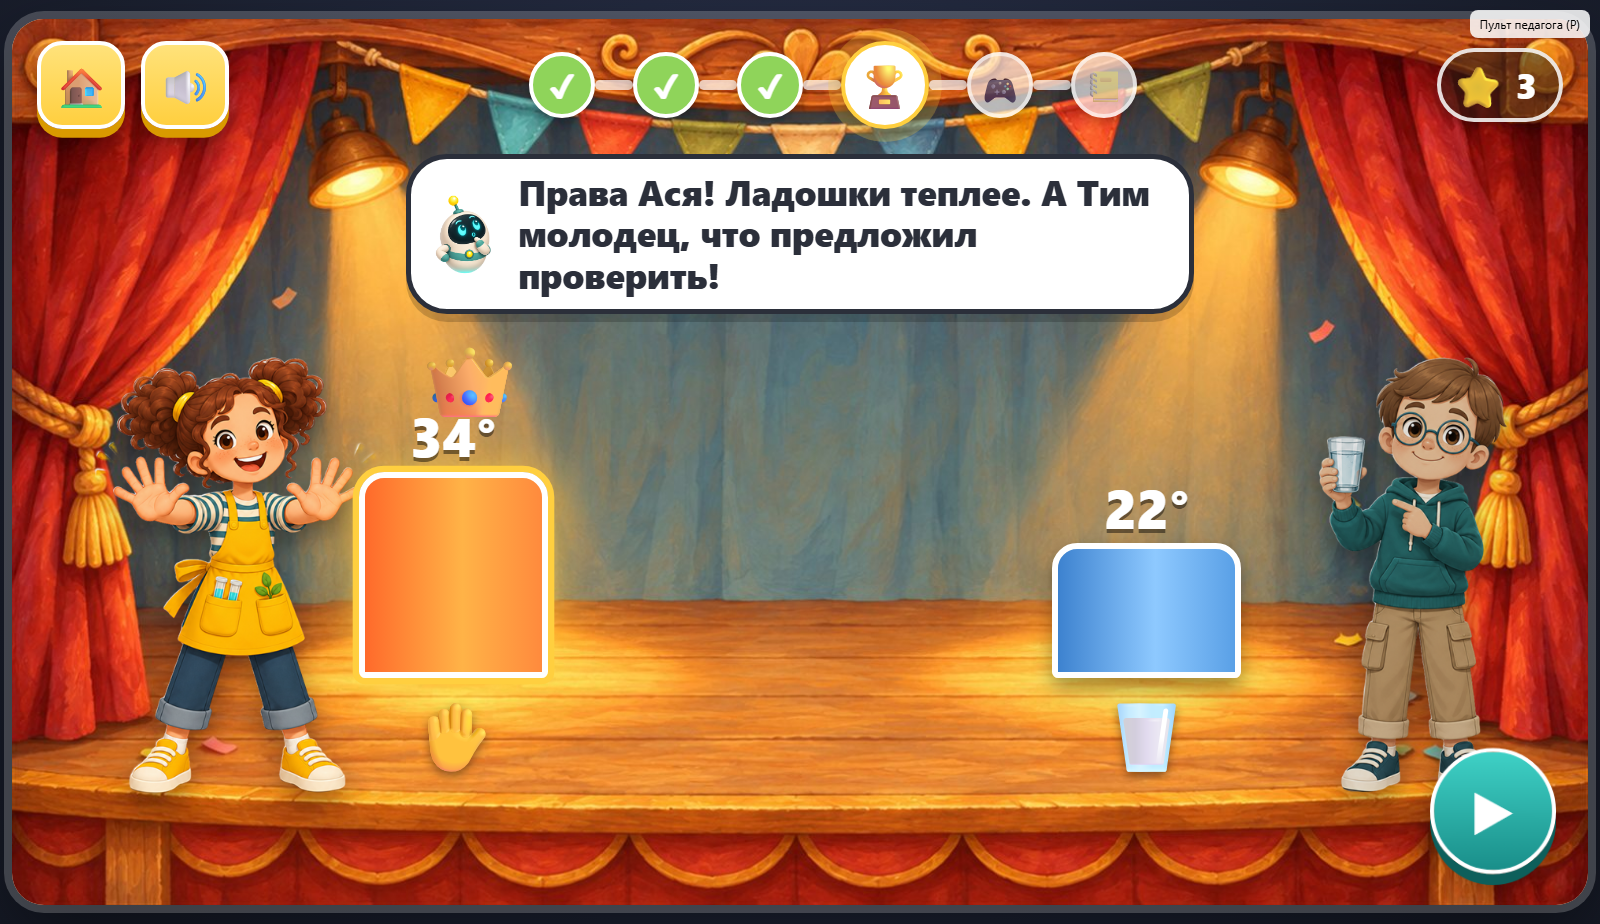 Пульт педагога (P)
3
Права Ася! Ладошки теплее. А Тим
молодец, что предложил
проверить!
34°
22°